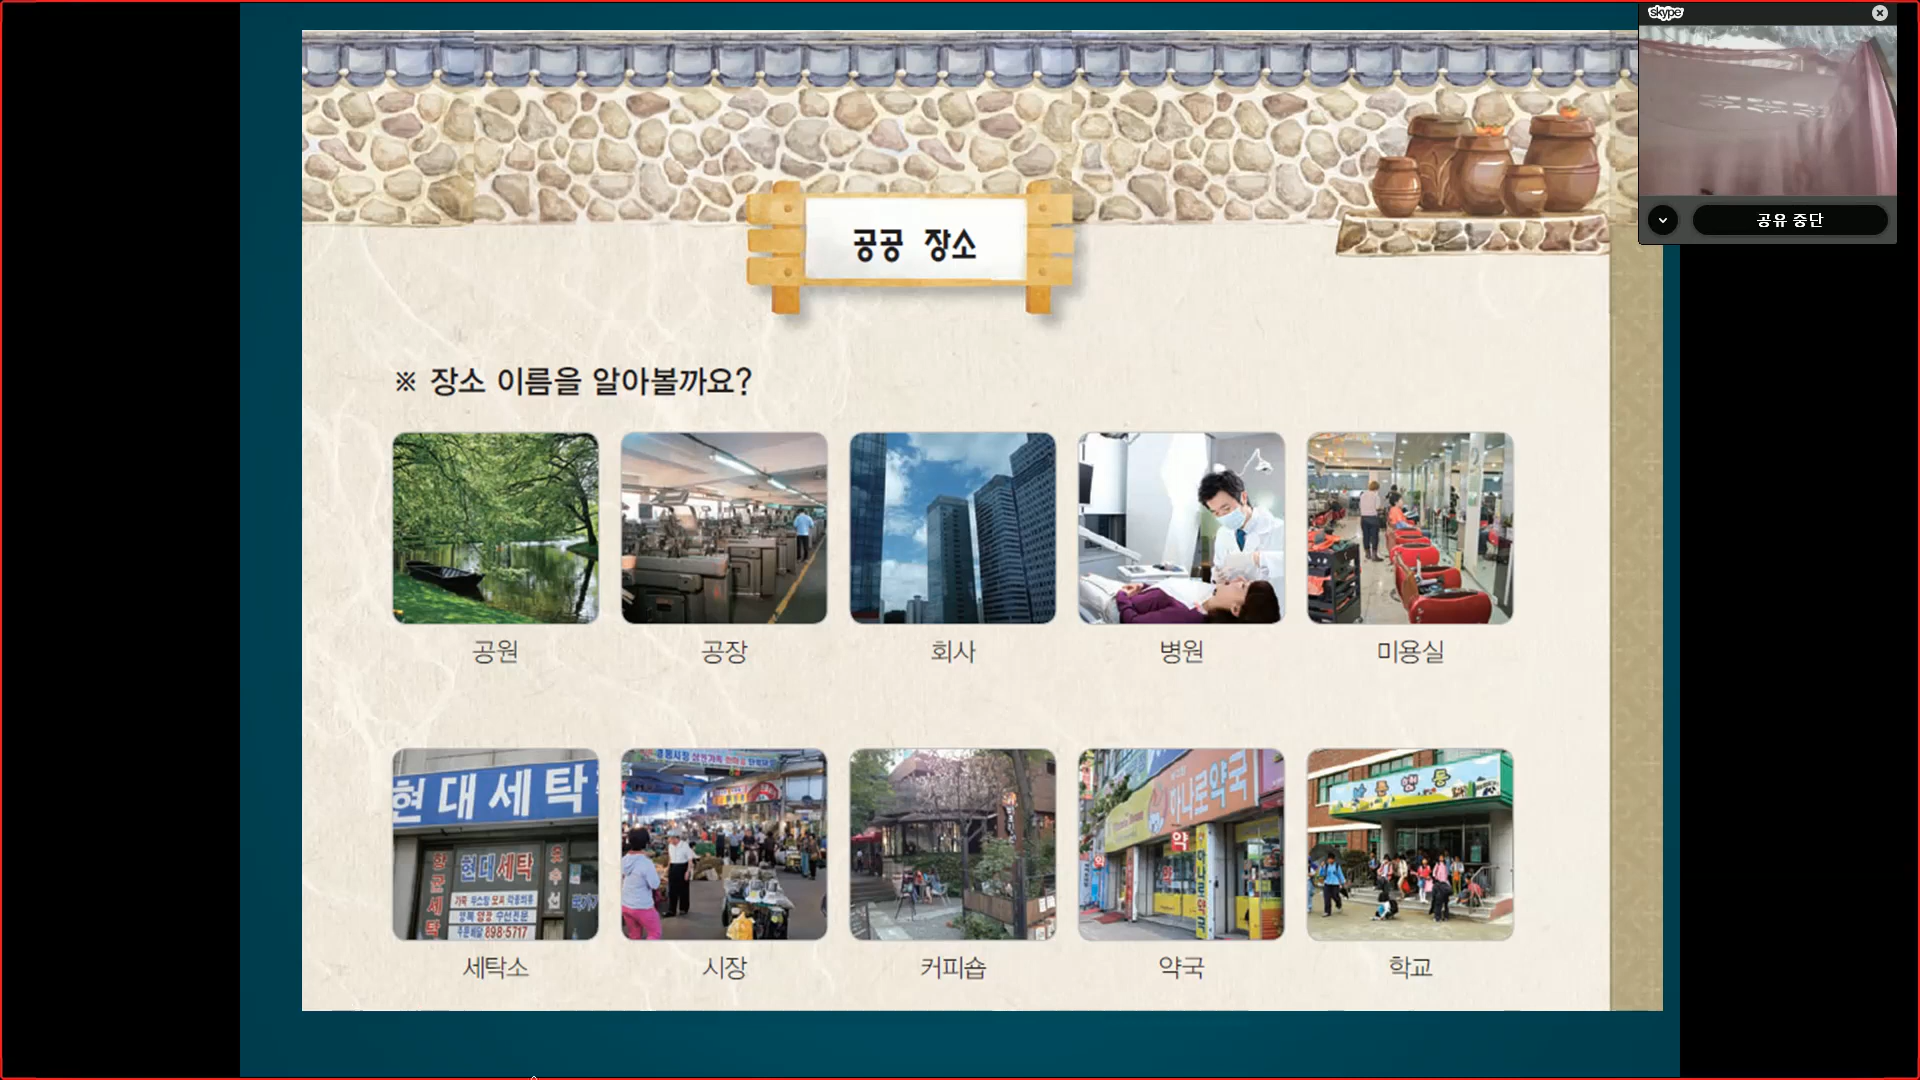 skype
공유 중단
공공 장소
※ 장소 이름을 알아볼까요?
공원
공장
회사
병원
미용실
현대세탁
현대세탁
898-5717
하나로약국
약
세탁소
시장
커피숍
약국
학교